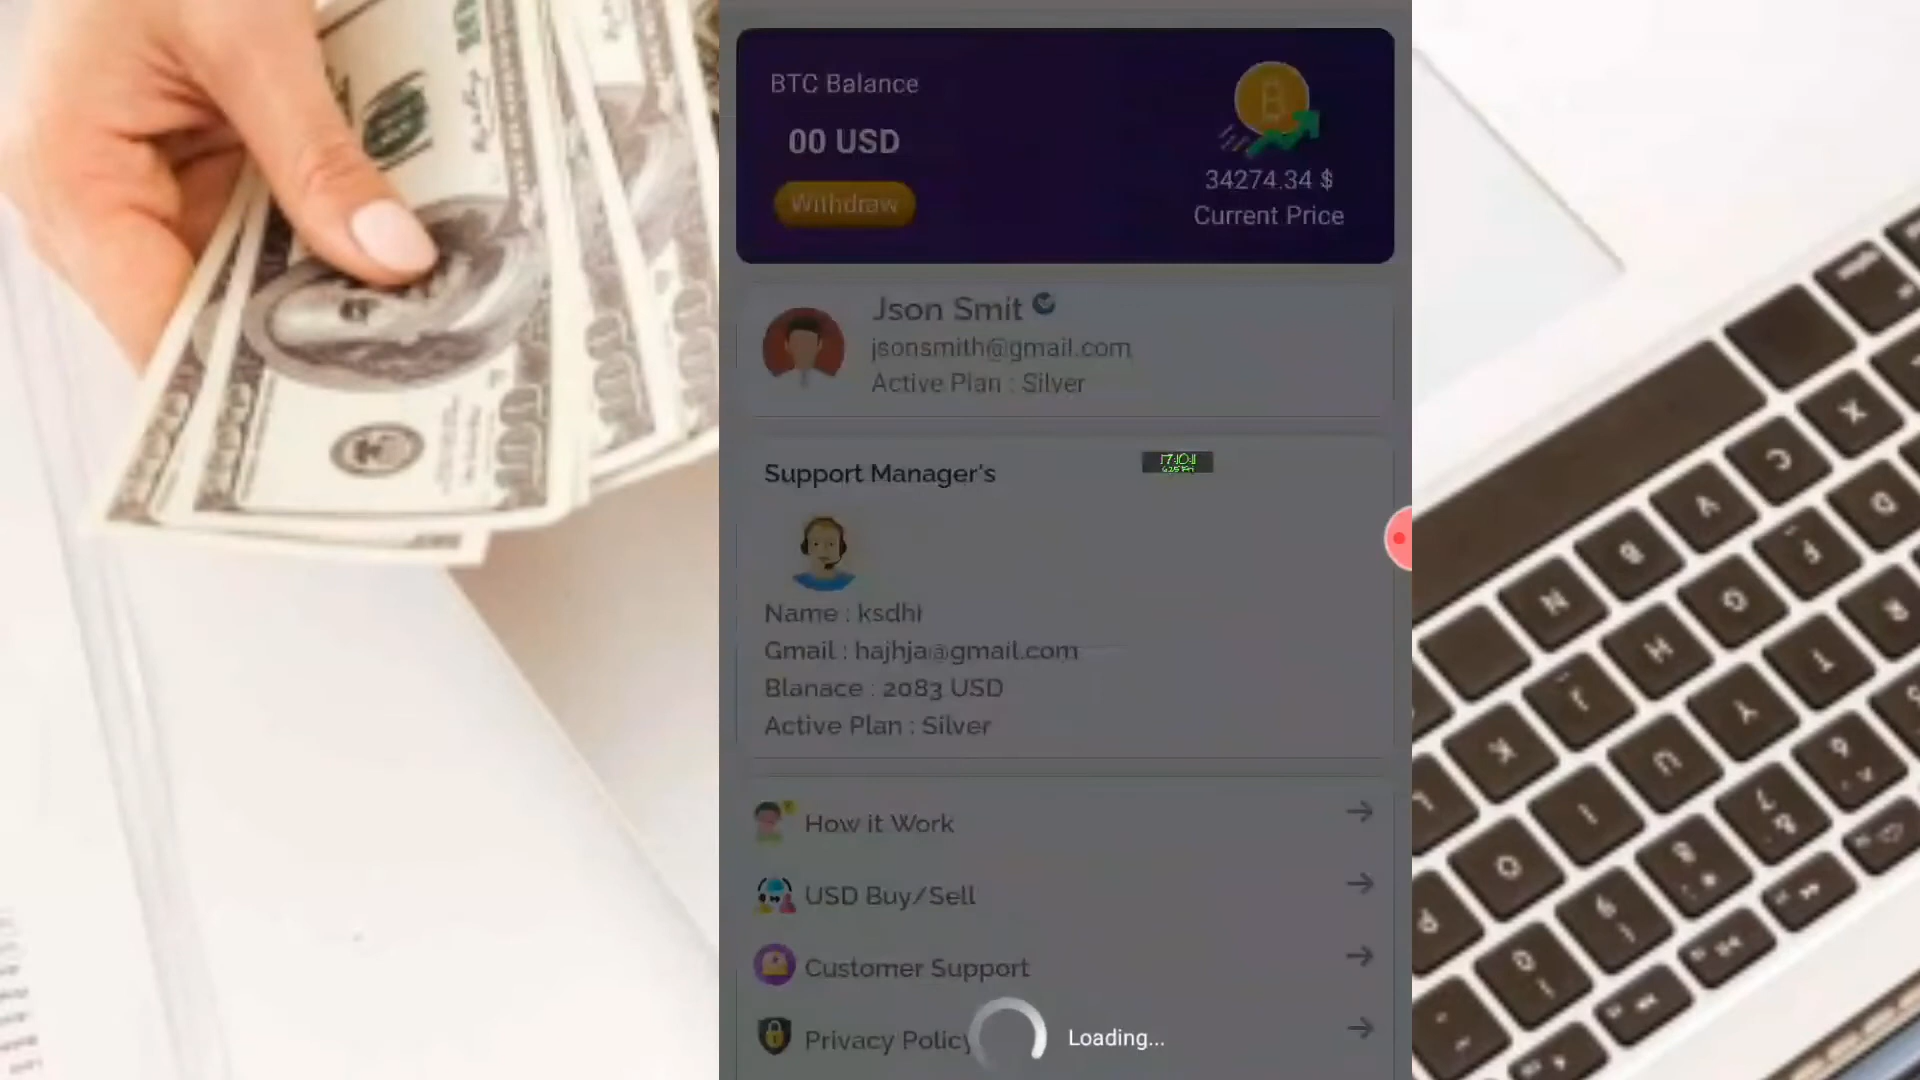 BTC Balance
00 USD
Withdraw
34274.34 $
Current Price
Json Smit
jsonsmith@gmail.com
Active Plan : Silver
Support Manager's
Name : ksdhi
Gmail : hajhja@gmail.com
Blanace : 2083 USD
Active Plan : Silver
How it Work
USD Buy/Sell
Customer Support
Privacy Policy
Loading...